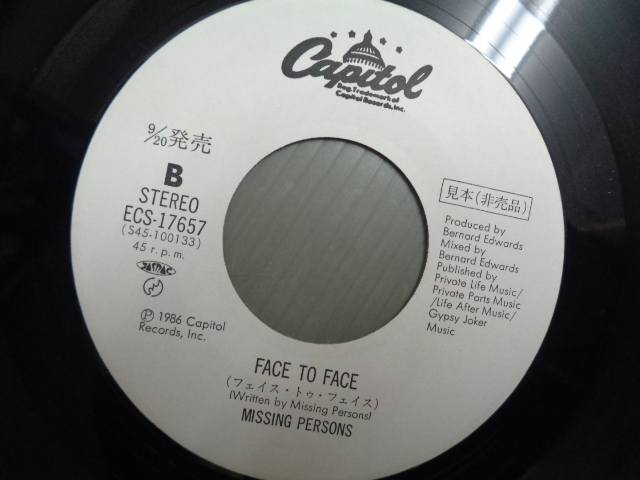 Capitol
Reg. Trademark of
Capitol Records, Inc.
9/20発売
B
STEREO
ECS-17657
(S45-100133)
45 r.p.m.
JASRAC
℗ 1986 Capitol
Records, Inc.
見本(非売品)
Produced by
Bernard Edwards
Mixed by
Bernard Edwards
Published by
Private Life Music/
Private Parts Music
/Life After Music/
Gypsy Joker
Music
FACE TO FACE
(フェイス・トゥ・フェイス)
(Written by Missing Persons)
MISSING PERSONS